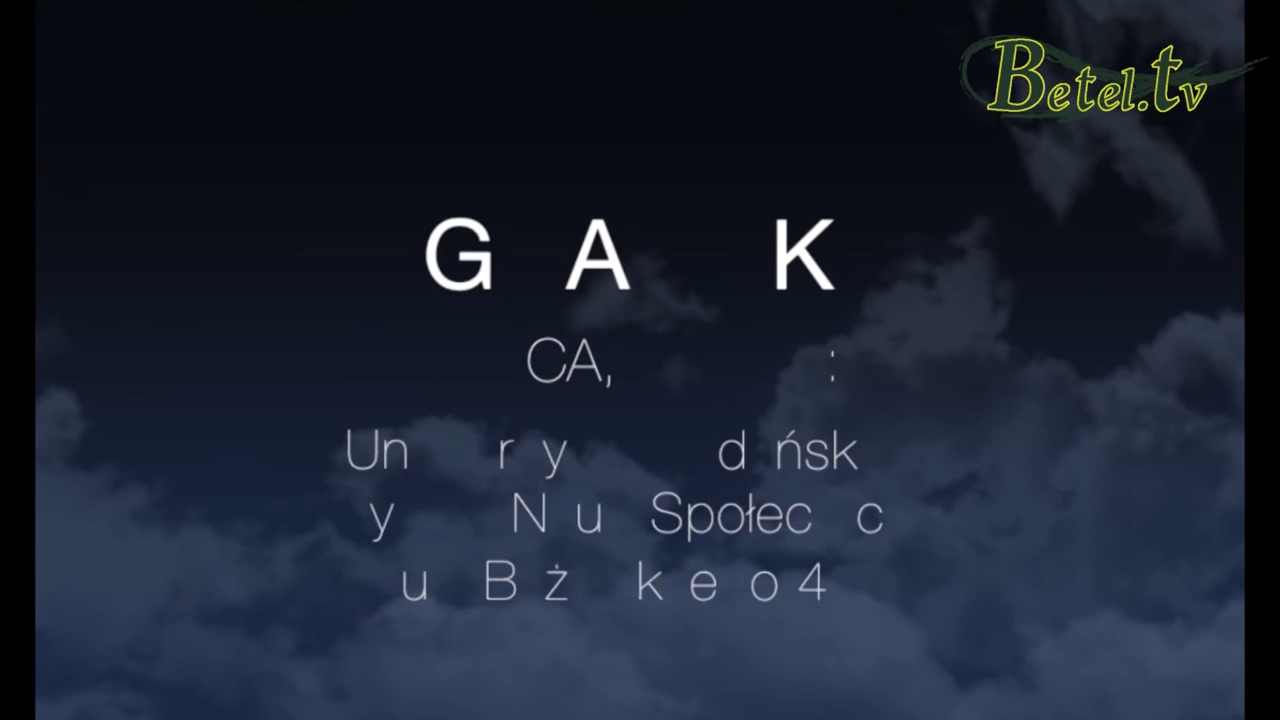 Betel.tv
G A K
CA, :
Un r y d ńsk
y N u Społec c
u B ż k e o 4